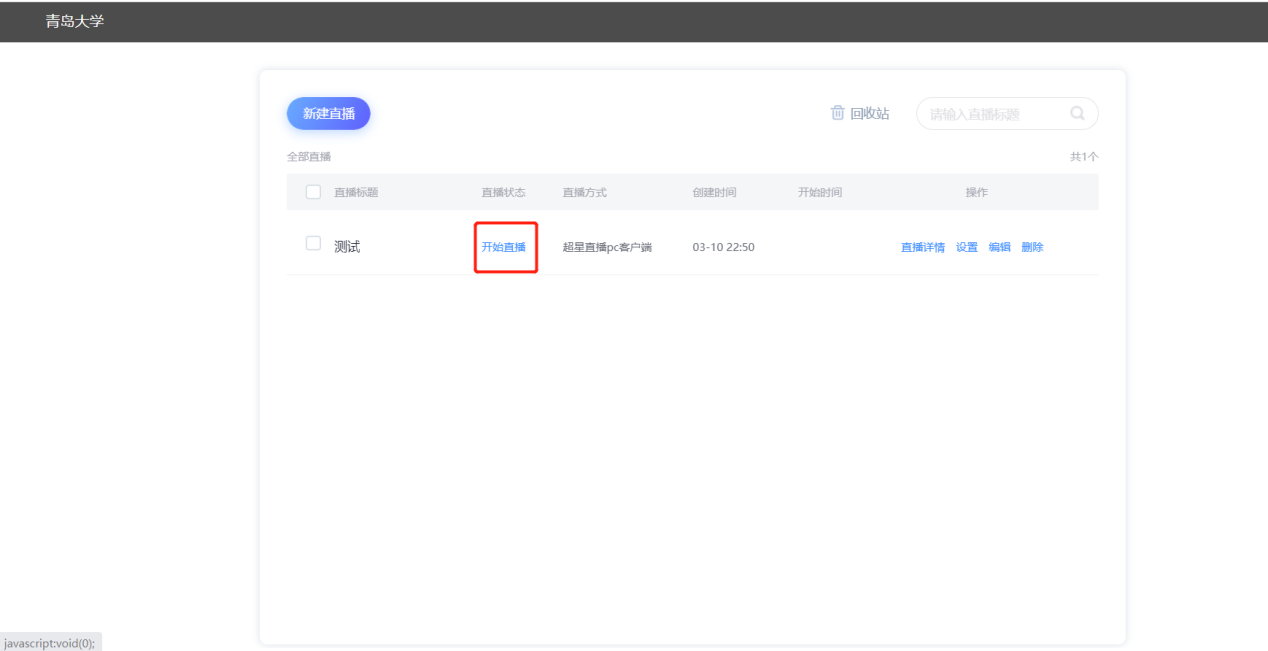 青岛大学
新建直播 回收站 请输入直播标题
全部直播 共1个
直播标题 直播状态 直播方式 创建时间 开始时间 操作
测试 开始直播 超星直播pc客户端 03-10 22:50 直播详情 设置 编辑 删除
javascript:void(0);